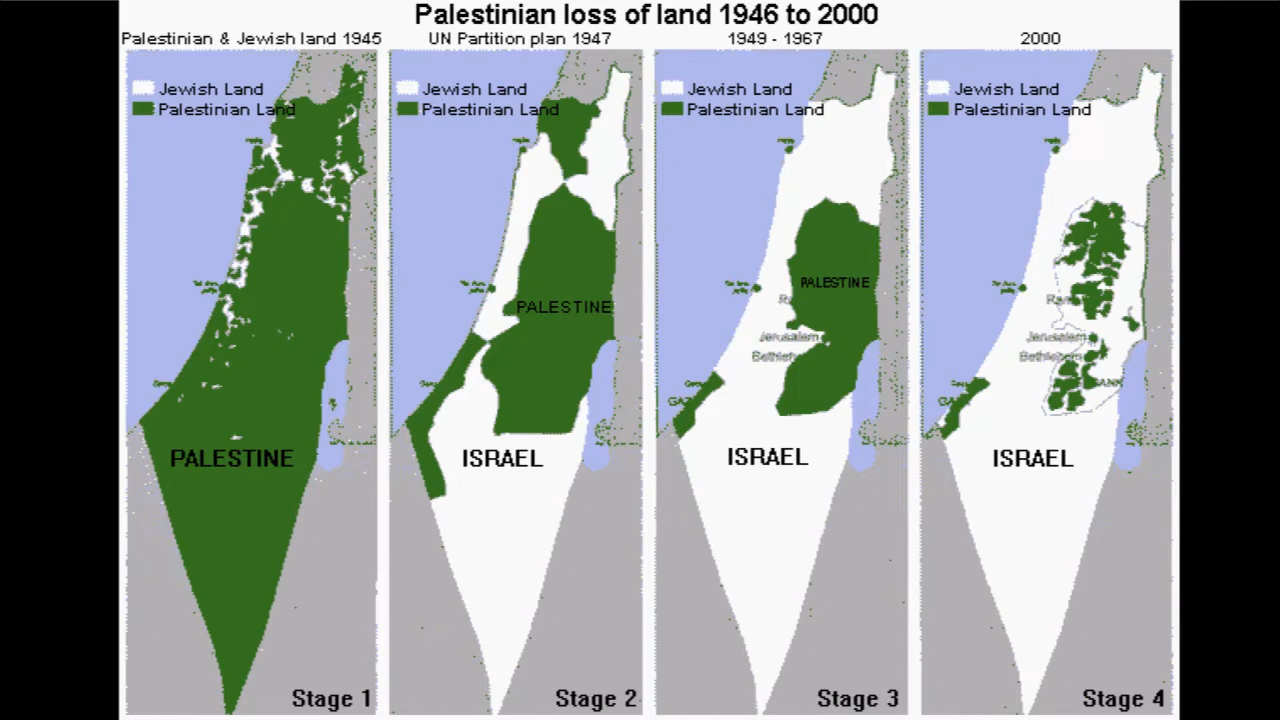 Palestinian loss of land 1946 to 2000
Palestinian & Jewish land 1945
UN Partition plan 1947
1949 - 1967
2000
Jewish Land
Palestinian Land
PALESTINE
Stage 1
Jewish Land
Palestinian Land
PALESTINE
ISRAEL
Stage 2
Jewish Land
Palestinian Land
PALESTINE
Jerusalem
ISRAEL
Stage 3
Jewish Land
Palestinian Land
Jerusalem
Bethlehem
ISRAEL
Stage 4